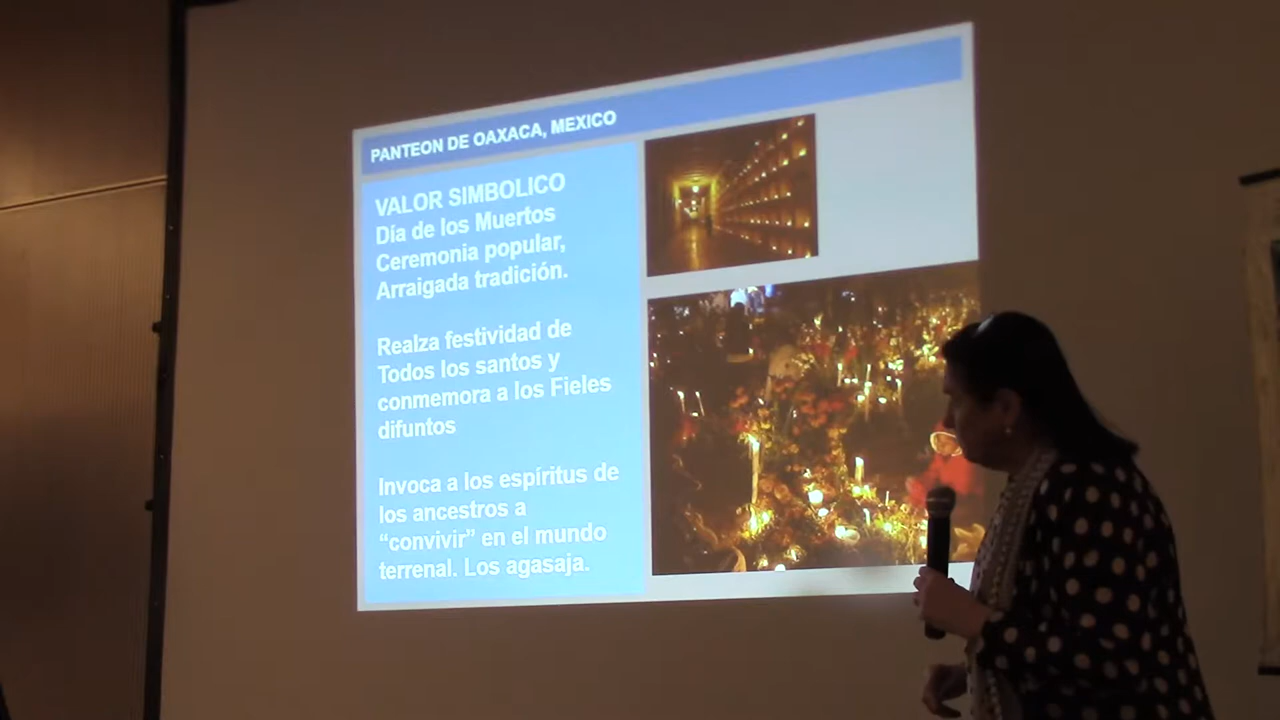 PANTEON DE OAXACA, MEXICO
VALOR SIMBOLICO
Día de los Muertos
Ceremonia popular,
Arraigada tradición.
Realza festividad de
Todos los santos y
conmemora a los Fieles
difuntos
Invoca a los espíritus de
los ancestros a
“convivir” en el mundo
terrenal. Los agasaja.